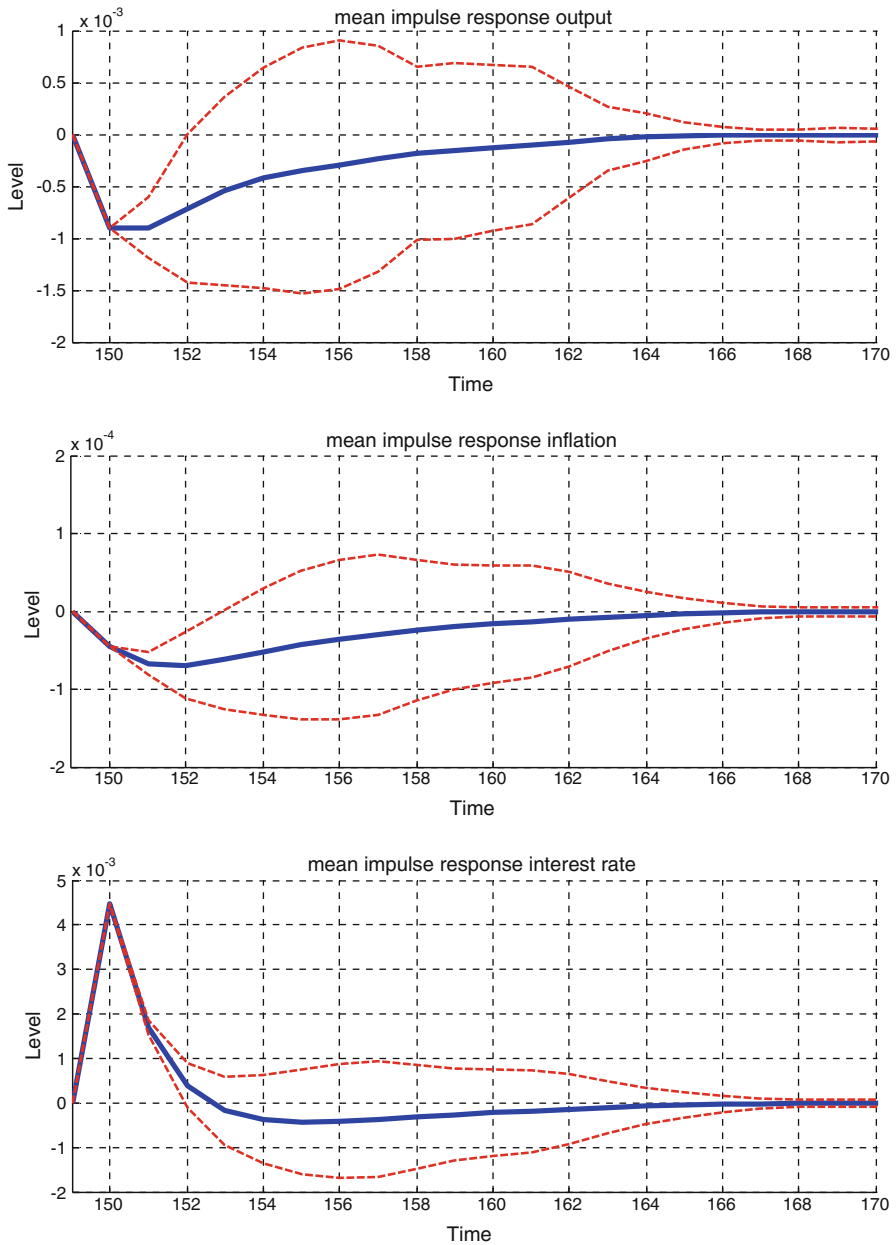 mean impulse response output
x 10-3
1
0.5
0
-0.5
-1
-1.5
-2
Level
150 152 154 156 158 160 162 164 166 168 170
Time
mean impulse response inflation
x 10-4
2
1
0
-1
-2
Level
150 152 154 156 158 160 162 164 166 168 170
Time
mean impulse response interest rate
x 10-3
5
4
3
2
1
0
-1
-2
Level
150 152 154 156 158 160 162 164 166 168 170
Time